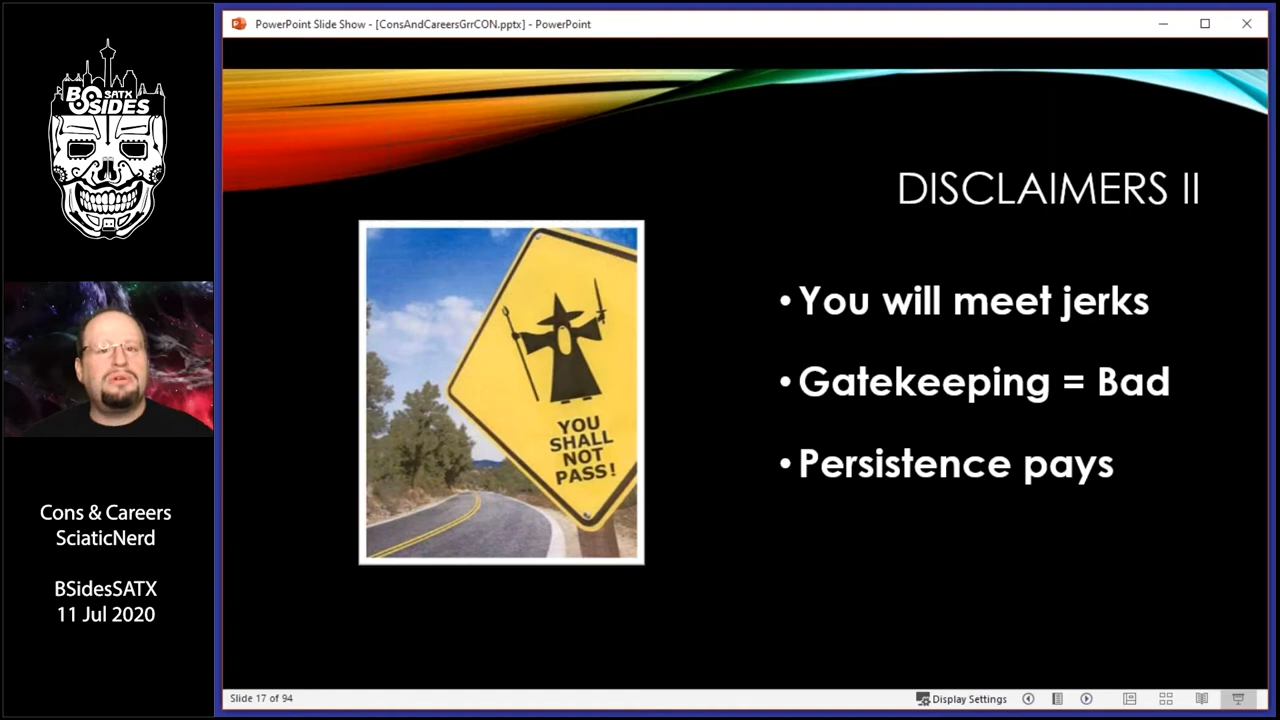 PowerPoint Slide Show - [ConsAndCareersGrrCON.pptx] - PowerPoint
BSIDES
SATX
DISCLAIMERS II
• You will meet jerks
• Gatekeeping = Bad
• Persistence pays
YOU
SHALL
NOT
PASS!
Cons & Careers
SciaticNerd
BSidesSATX
11 Jul 2020
Slide 17 of 94
Display Settings